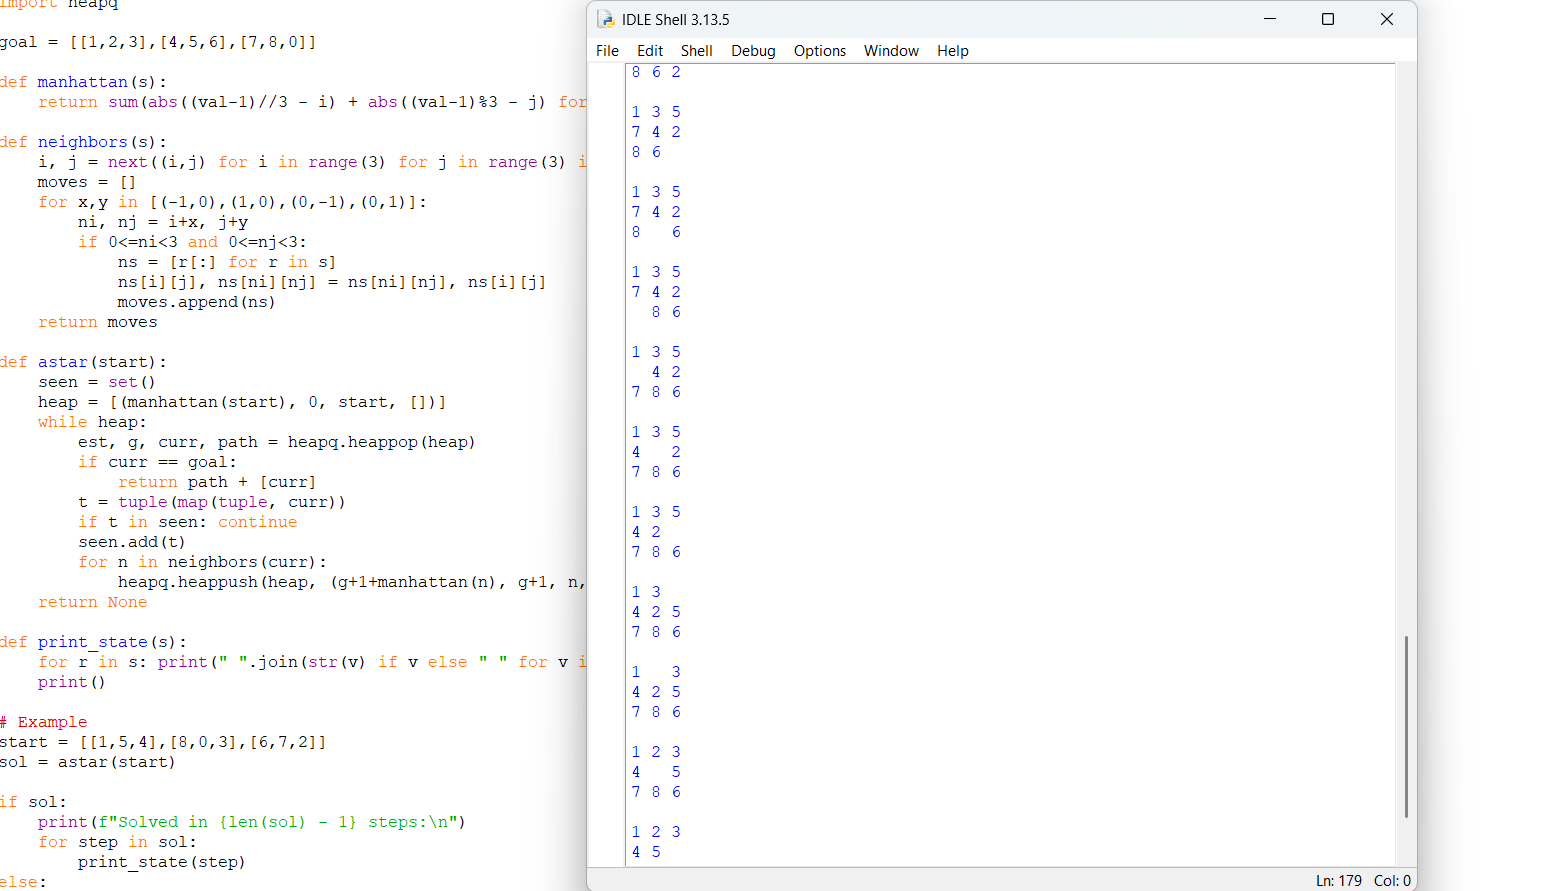 import heapq
goal = [[1,2,3],[4,5,6],[7,8,0]]
def manhattan(s):
    return sum(abs((val-1)//3 - i) + abs((val-1)%3 - j) for
def neighbors(s):
    i, j = next((i,j) for i in range(3) for j in range(3) i
    moves = []
    for x,y in [(-1,0),(1,0),(0,-1),(0,1)]:
        ni, nj = i+x, j+y
        if 0<=ni<3 and 0<=nj<3:
            ns = [r[:] for r in s]
            ns[i][j], ns[ni][nj] = ns[ni][nj], ns[i][j]
            moves.append(ns)
    return moves
def astar(start):
    seen = set()
    heap = [(manhattan(start), 0, start, [])]
    while heap:
        est, g, curr, path = heapq.heappop(heap)
        if curr == goal:
            return path + [curr]
        t = tuple(map(tuple, curr))
        if t in seen: continue
        seen.add(t)
        for n in neighbors(curr):
            heapq.heappush(heap, (g+1+manhattan(n), g+1, n,
    return None
def print_state(s):
    for r in s: print(" ".join(str(v) if v else " " for v i
    print()
# Example
start = [[1,5,4],[8,0,3],[6,7,2]]
sol = astar(start)
if sol:
    print(f"Solved in {len(sol) - 1} steps:\n")
    for step in sol:
        print_state(step)
else:
IDLE Shell 3.13.5
File Edit Shell Debug Options Window Help
8 6 2
1 3 5
7 4 2
8 6
1 3 5
7 4 2
8   6
1 3 5
7 4 2
  8 6
1 3 5
  4 2
7 8 6
1 3 5
4   2
7 8 6
1 3 5
4 2
7 8 6
1 3
4 2 5
7 8 6
1   3
4 2 5
7 8 6
1 2 3
4   5
7 8 6
1 2 3
4 5
Ln: 179 Col: 0